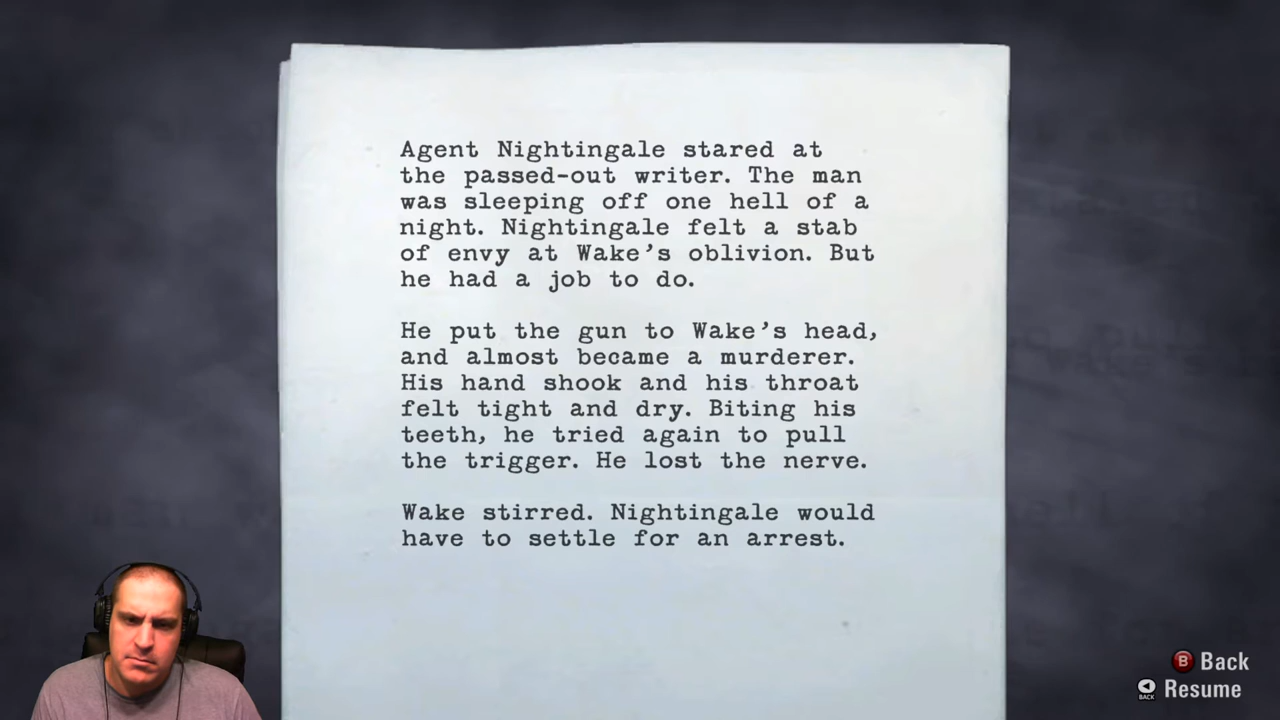 Agent Nightingale stared at
the passed-out writer. The man
was sleeping off one hell of a
night. Nightingale felt a stab
of envy at Wake's oblivion. But
he had a job to do.
He put the gun to Wake's head,
and almost became a murderer.
His hand shook and his throat
felt tight and dry. Biting his
teeth, he tried again to pull
the trigger. He lost the nerve.
Wake stirred. Nightingale would
have to settle for an arrest.
B Back
BACK Resume